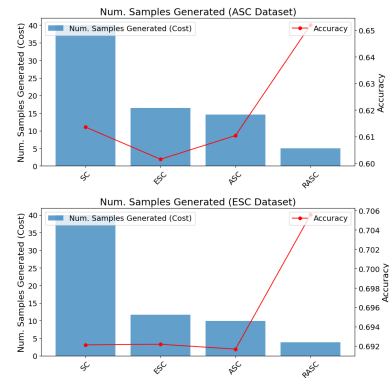 Num. Samples Generated (ASC Dataset)
Num. Samples Generated (Cost)
Accuracy
40
35
30
25
20
15
10
5
0
Num. Samples Generated (Cost)
0.65
0.64
0.63
0.62
0.61
0.60
Accuracy
SC
ESC
ASC
RASC
Num. Samples Generated (ESC Dataset)
Num. Samples Generated (Cost)
Accuracy
40
35
30
25
20
15
10
5
0
Num. Samples Generated (Cost)
0.706
0.704
0.702
0.700
0.698
0.696
0.694
0.692
Accuracy
SC
ESC
ASC
RASC